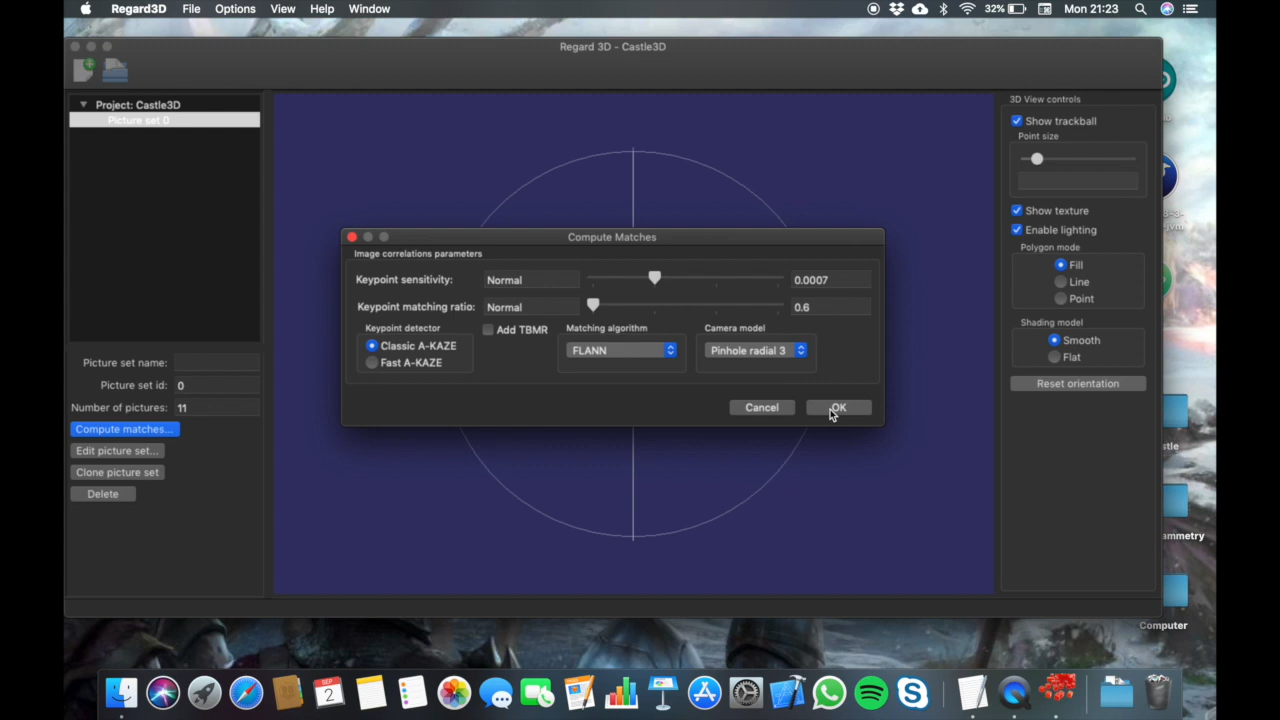 Regard3D File Options View Help Window 32% Mon 21:23
Regard 3D - Castle3D
Project: Castle3D
Picture set 0
Picture set name:
Picture set id: 0
Number of pictures: 11
Compute matches...
Edit picture set...
Clone picture set
Delete
Compute Matches
Image correlations parameters
Keypoint sensitivity: Normal 0.0007
Keypoint matching ratio: Normal 0.6
Keypoint detector Add TBMR Matching algorithm Camera model
Classic A-KAZE FLANN Pinhole radial 3
Fast A-KAZE
Cancel OK
3D View controls
Show trackball
Point size
Show texture
Enable lighting
Polygon mode
Fill
Line
Point
Shading model
Smooth
Flat
Reset orientation
Computer
SEP
2